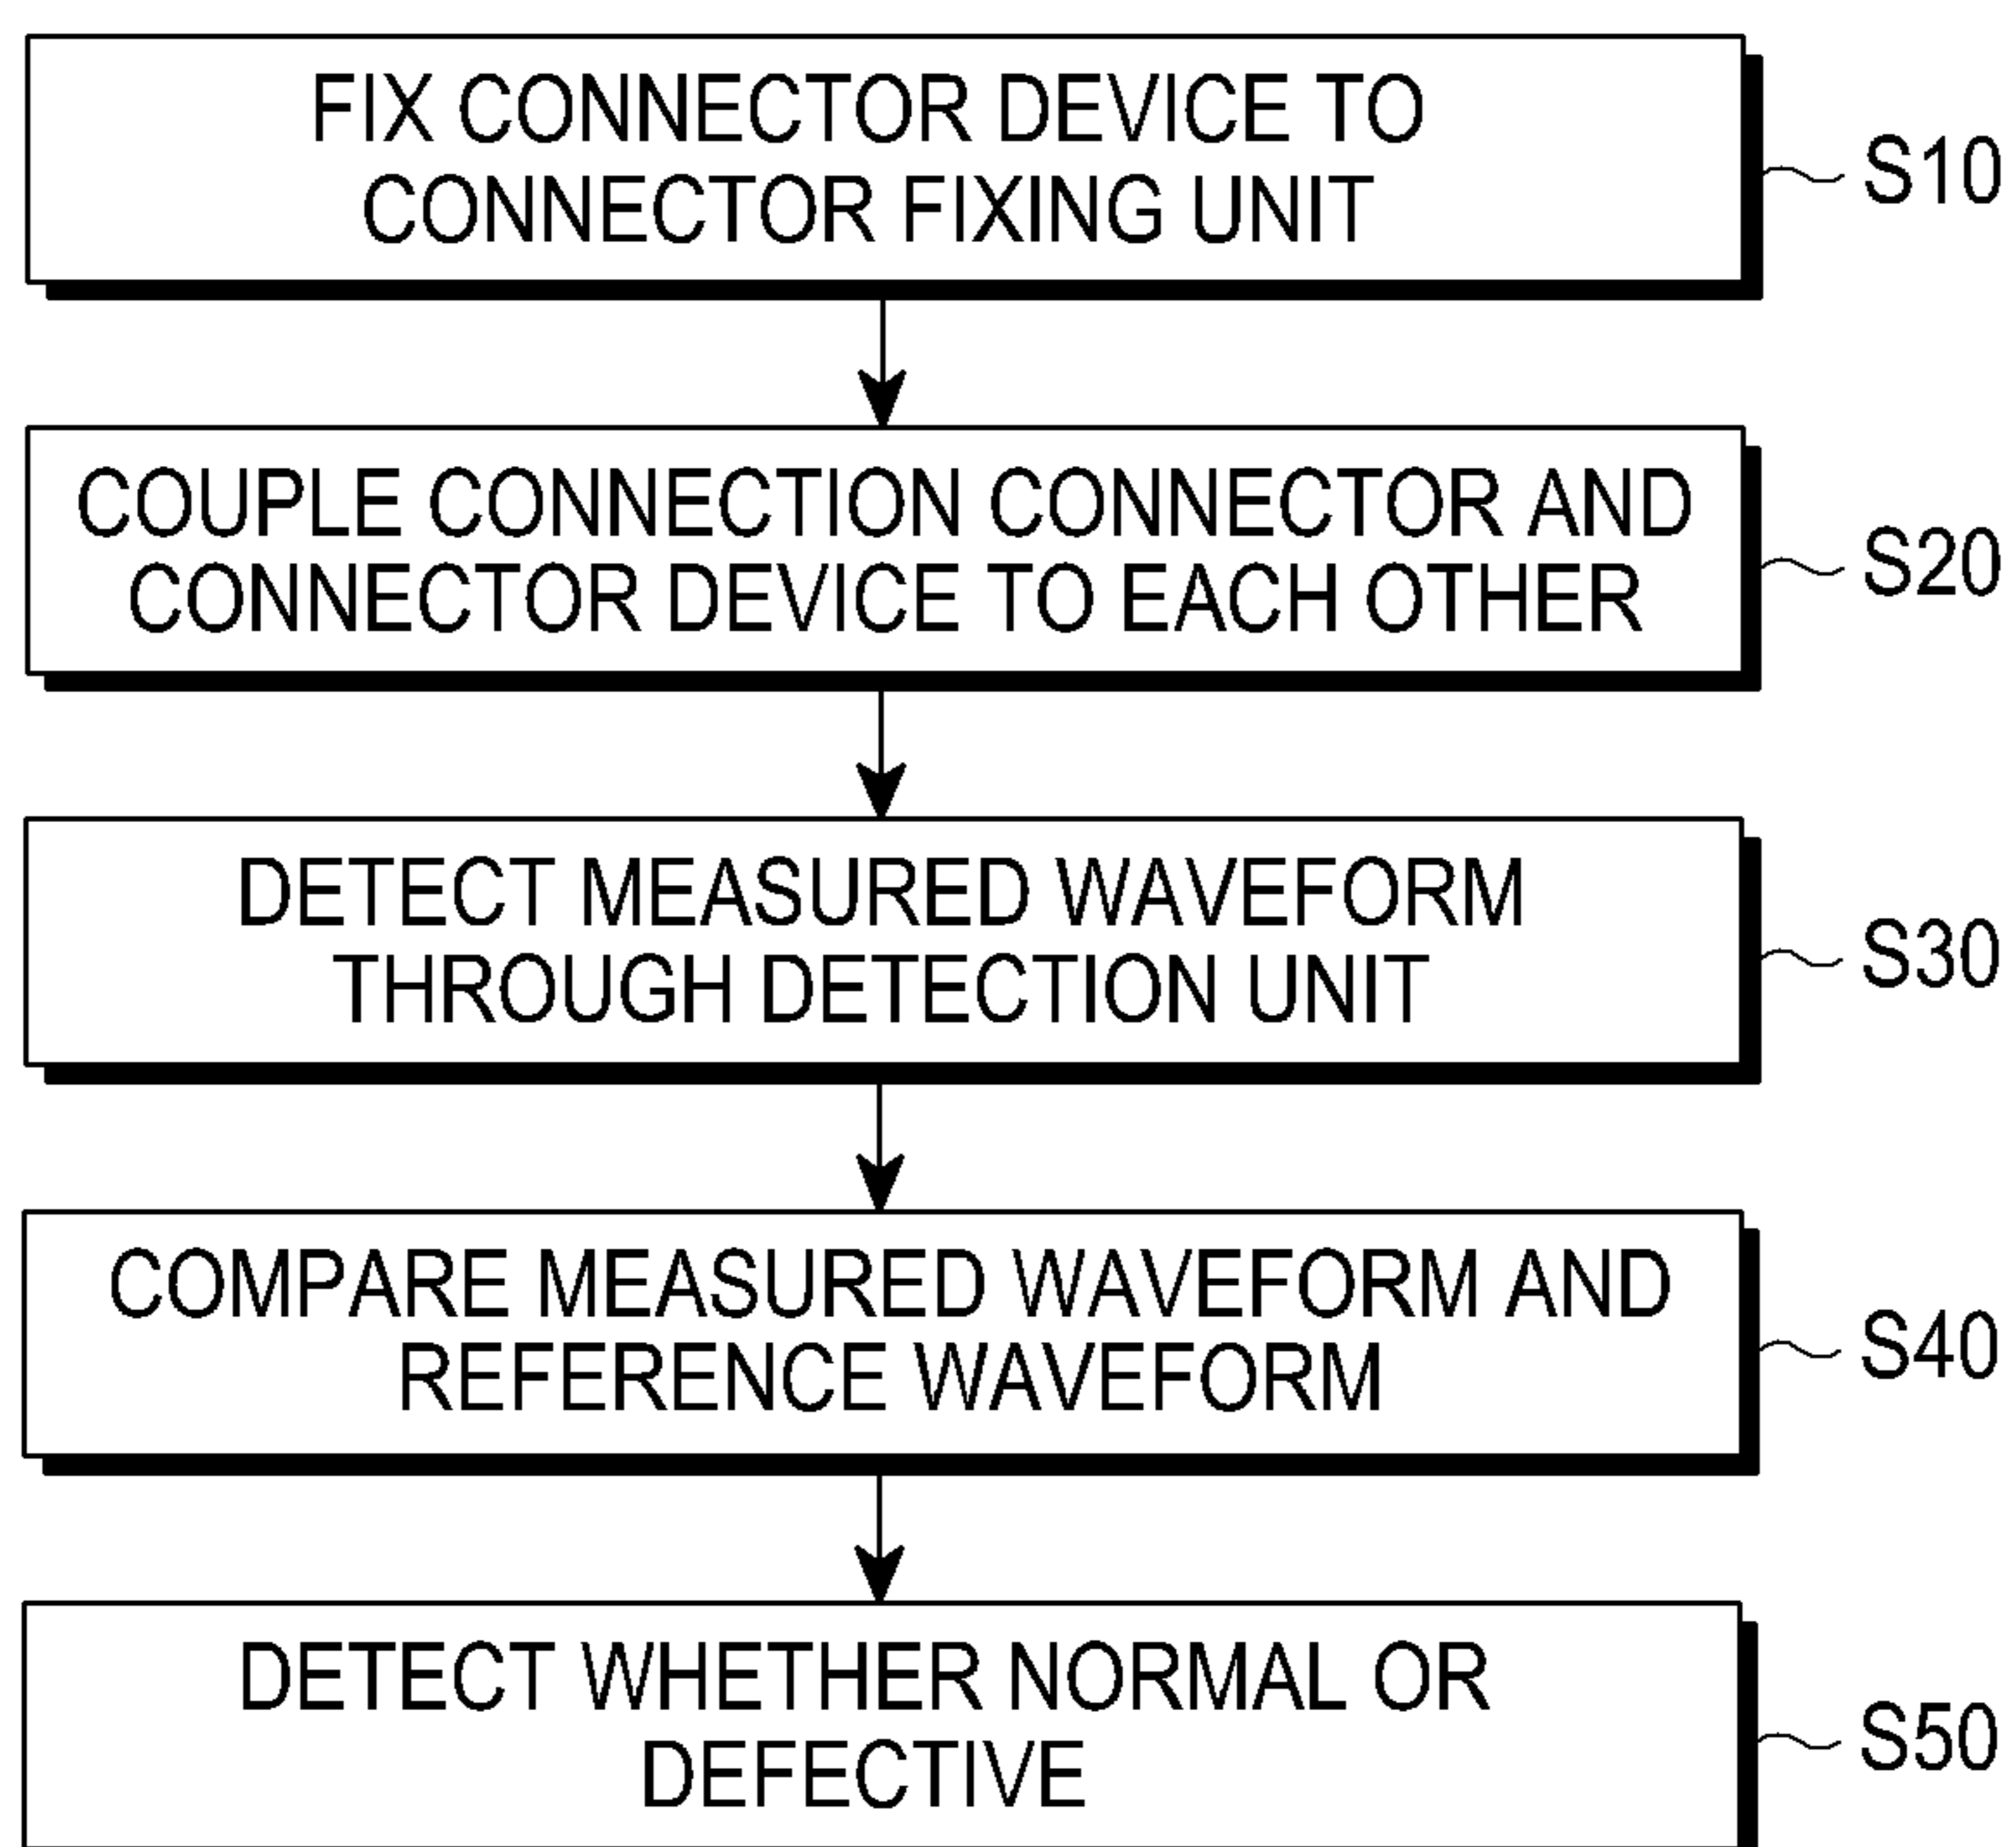 FIX CONNECTOR DEVICE TO
CONNECTOR FIXING UNIT
S10
COUPLE CONNECTION CONNECTOR AND
CONNECTOR DEVICE TO EACH OTHER
S20
DETECT MEASURED WAVEFORM
THROUGH DETECTION UNIT
S30
COMPARE MEASURED WAVEFORM AND
REFERENCE WAVEFORM
S40
DETECT WHETHER NORMAL OR
DEFECTIVE
S50